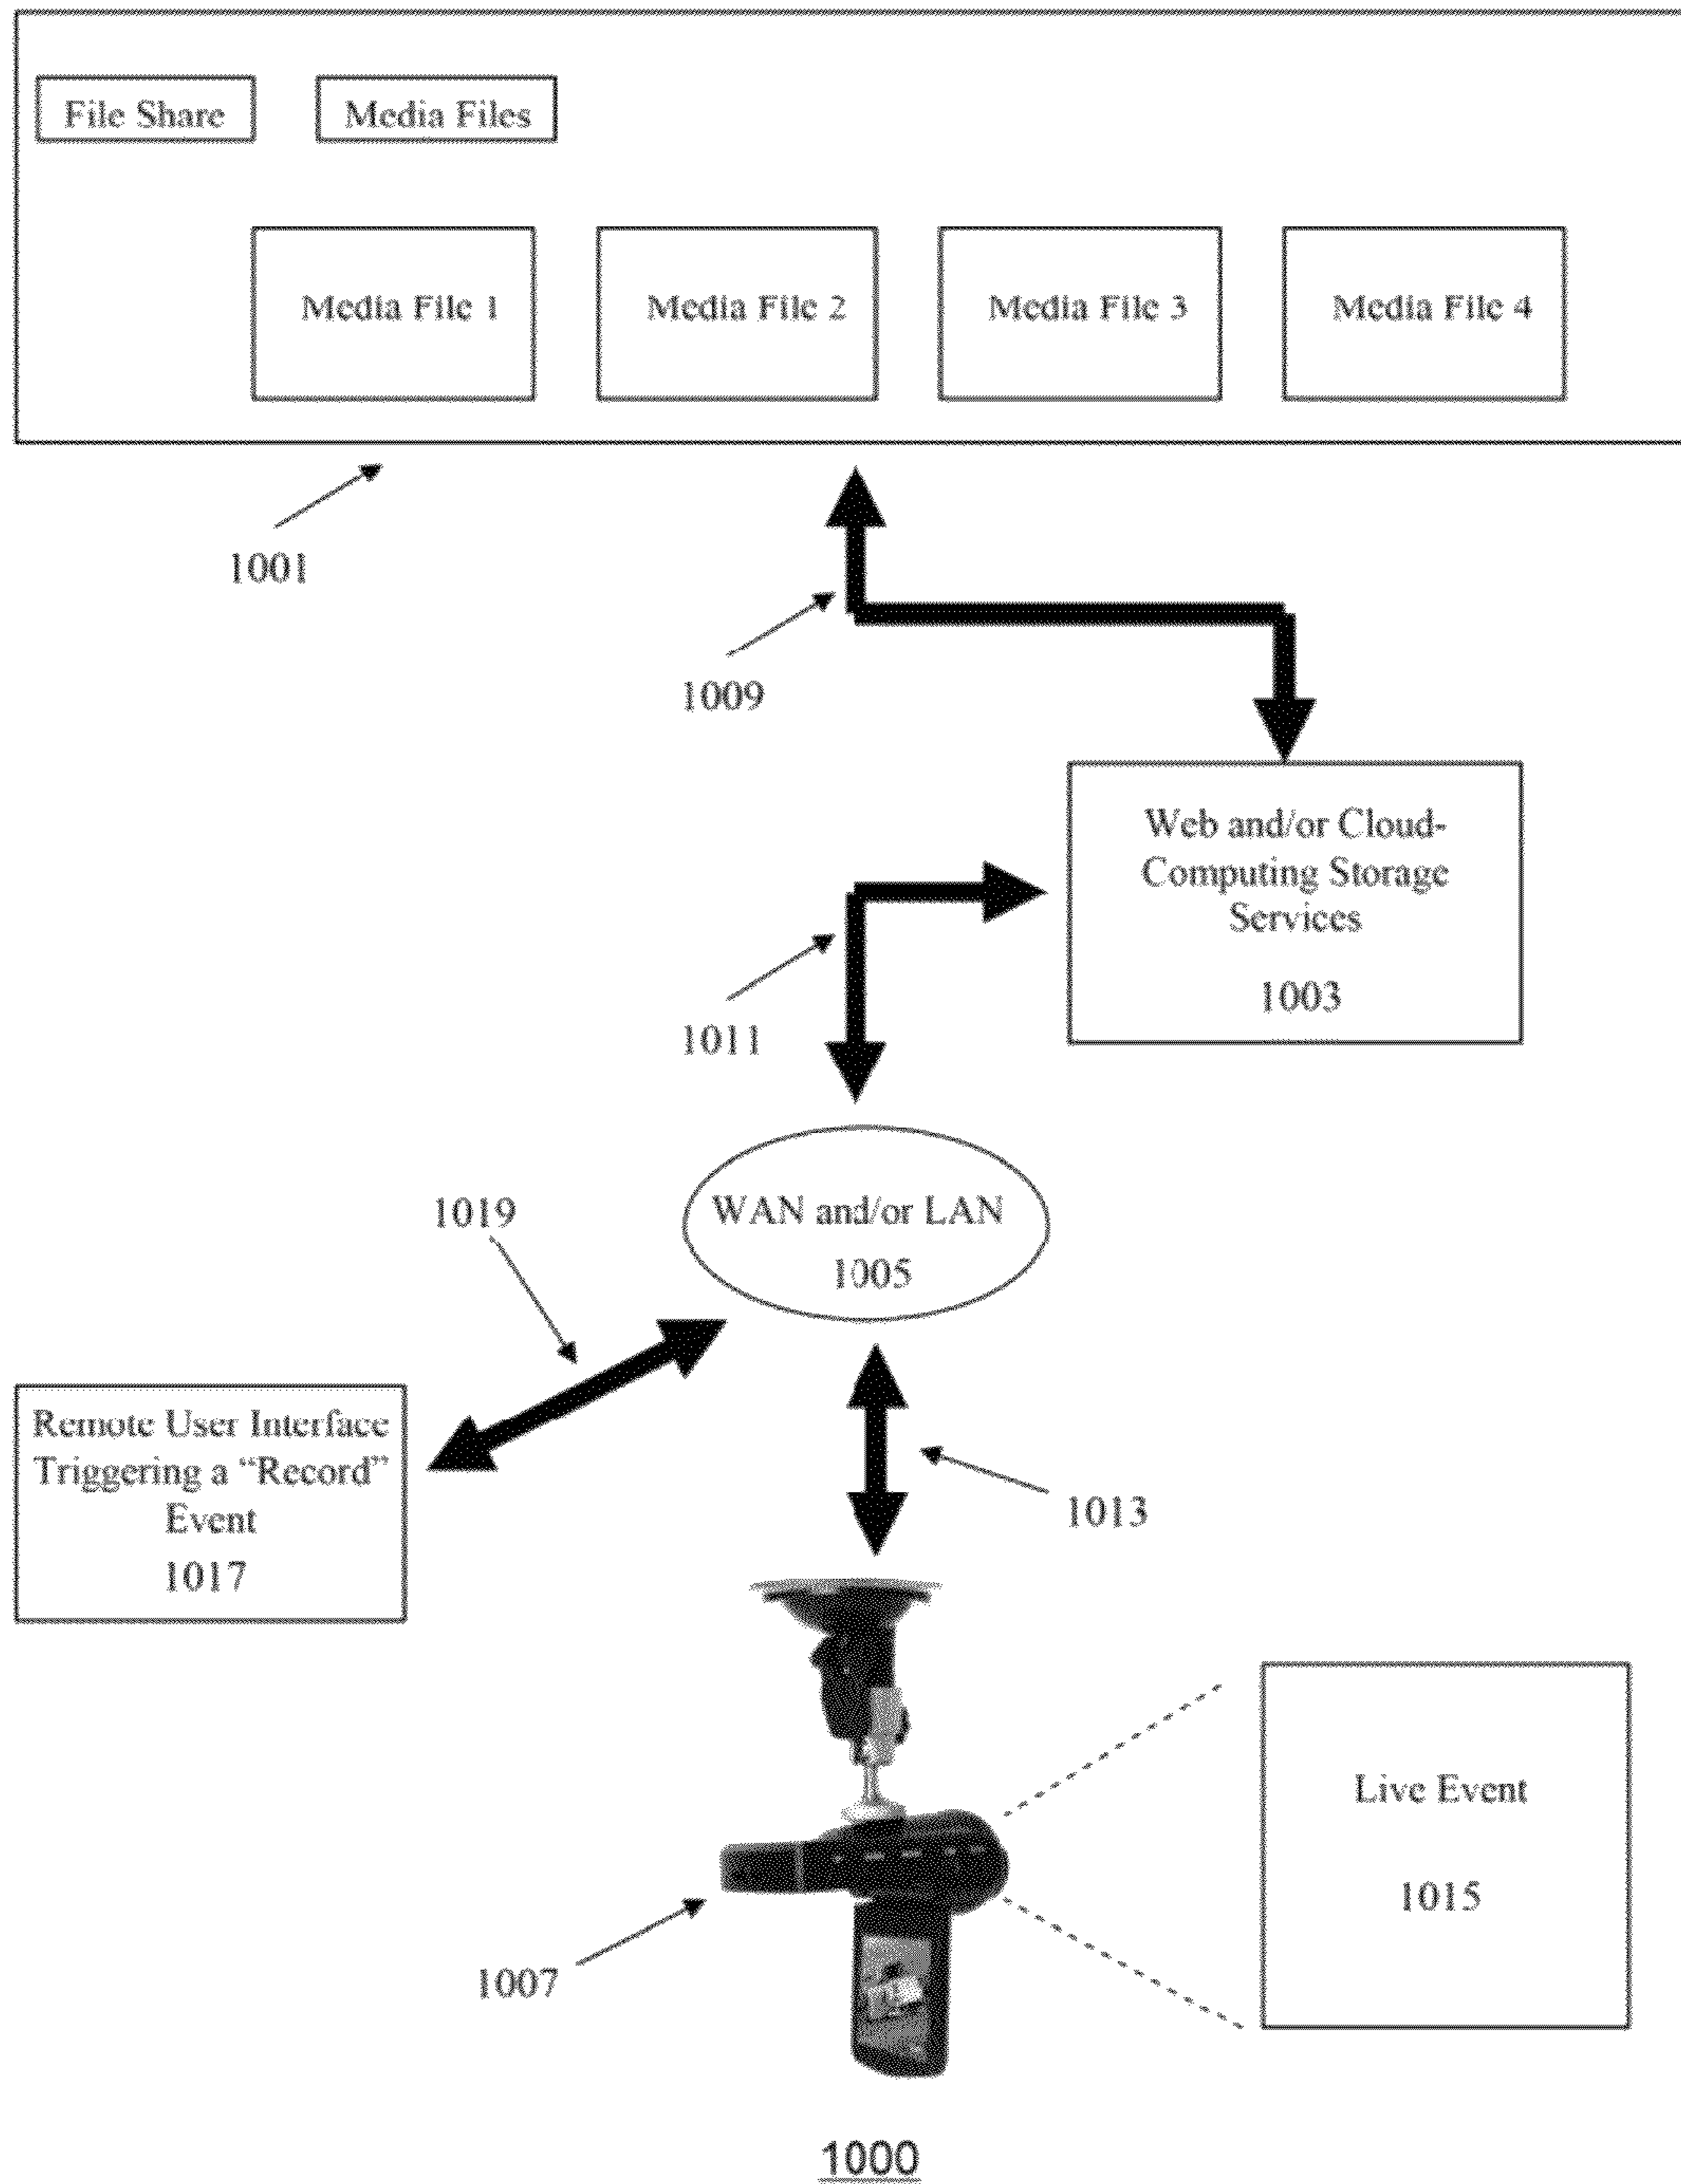 File Share
Media Files
Media File 1
Media File 2
Media File 3
Media File 4
1001
1009
Web and/or Cloud-
Computing Storage
Services
1003
1011
WAN and/or LAN
1005
1019
Remote User Interface
Triggering a “Record”
Event
1017
1013
Live Event
1015
1007
1000